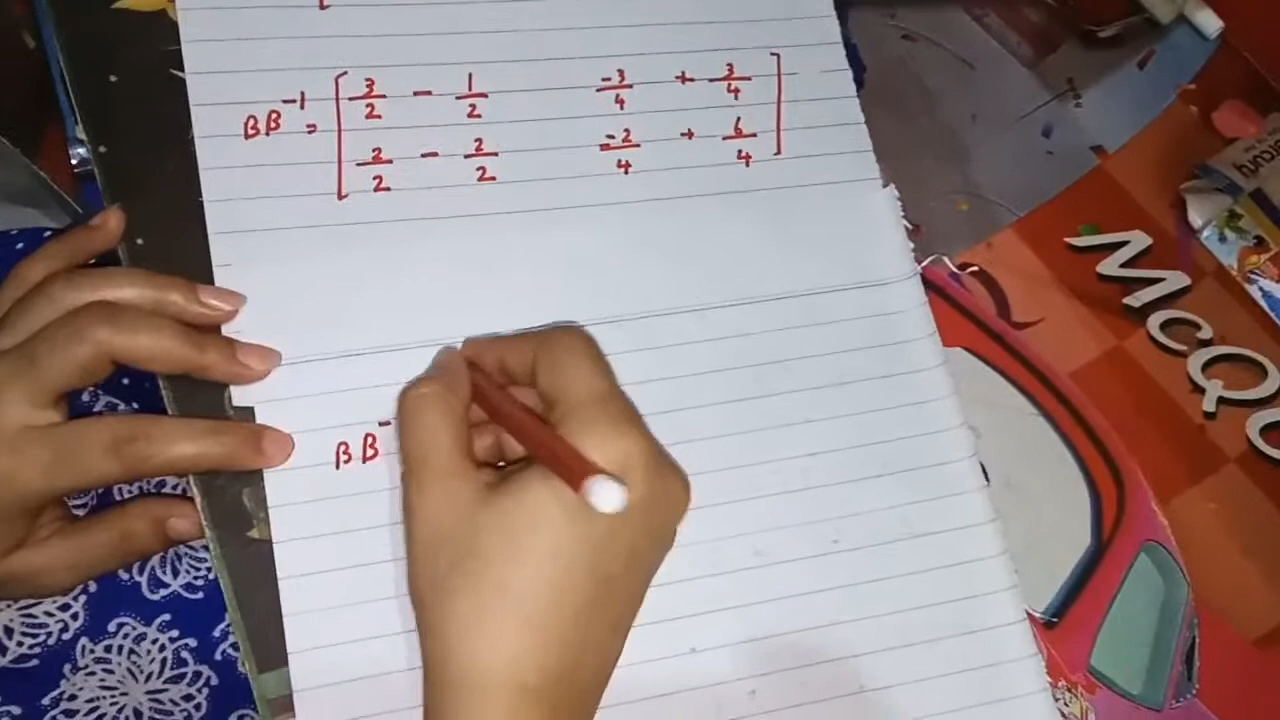 BB⁻¹ = [ 3/2 - 1/2   -3/4 + 3/4
2/2 - 2/2   -2/4 + 6/4 ]
BB⁻
McQ